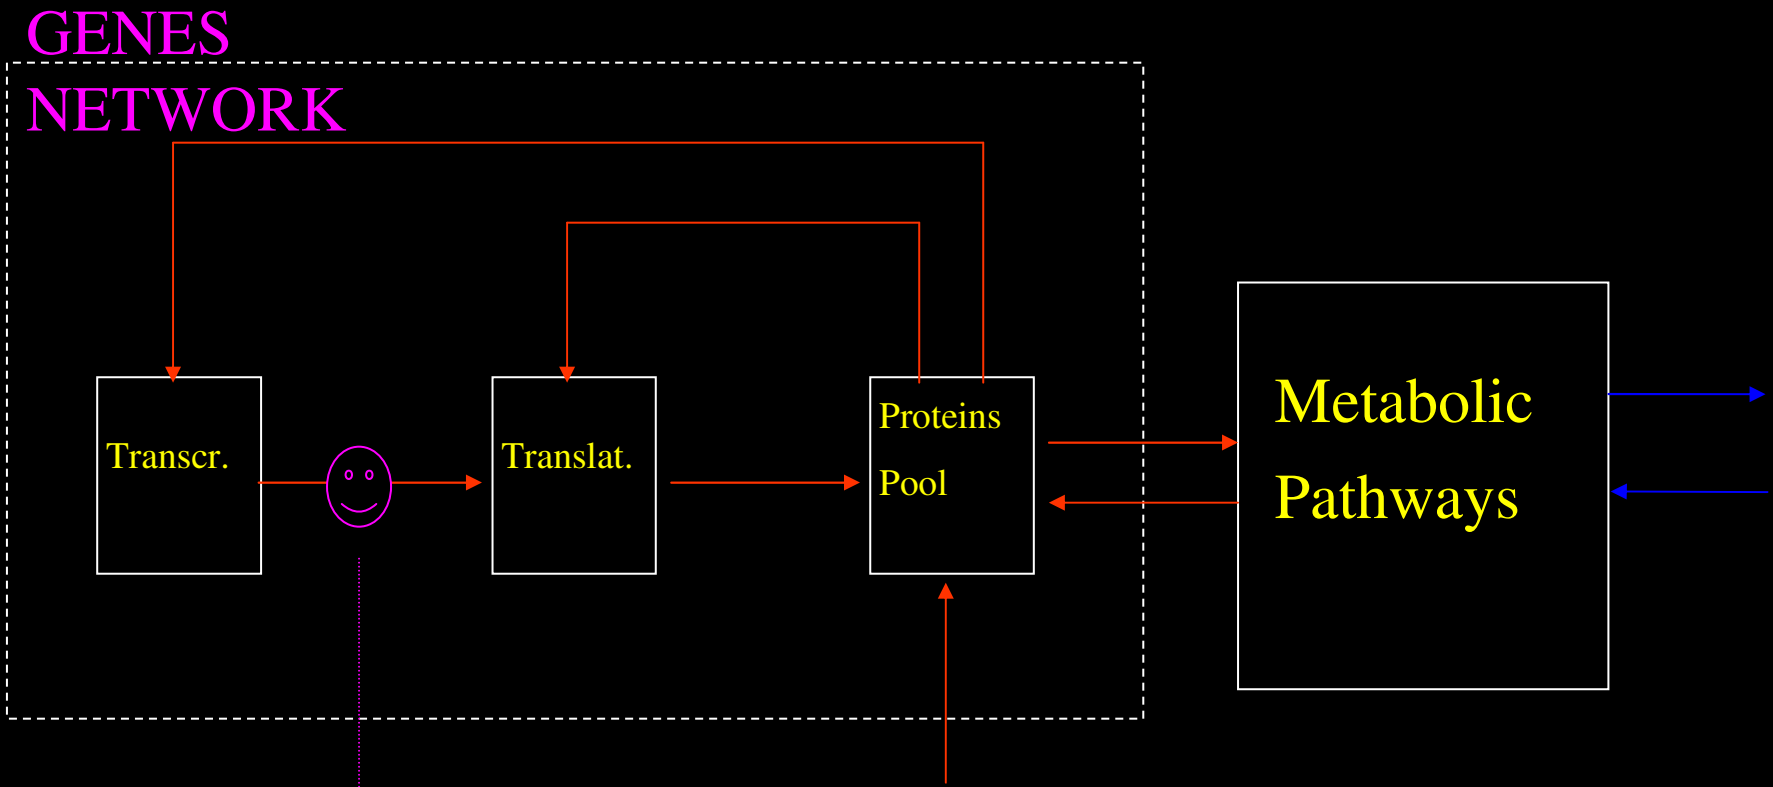 GENES
NETWORK
Transcr.
Translat.
Proteins
Pool
Metabolic
Pathways